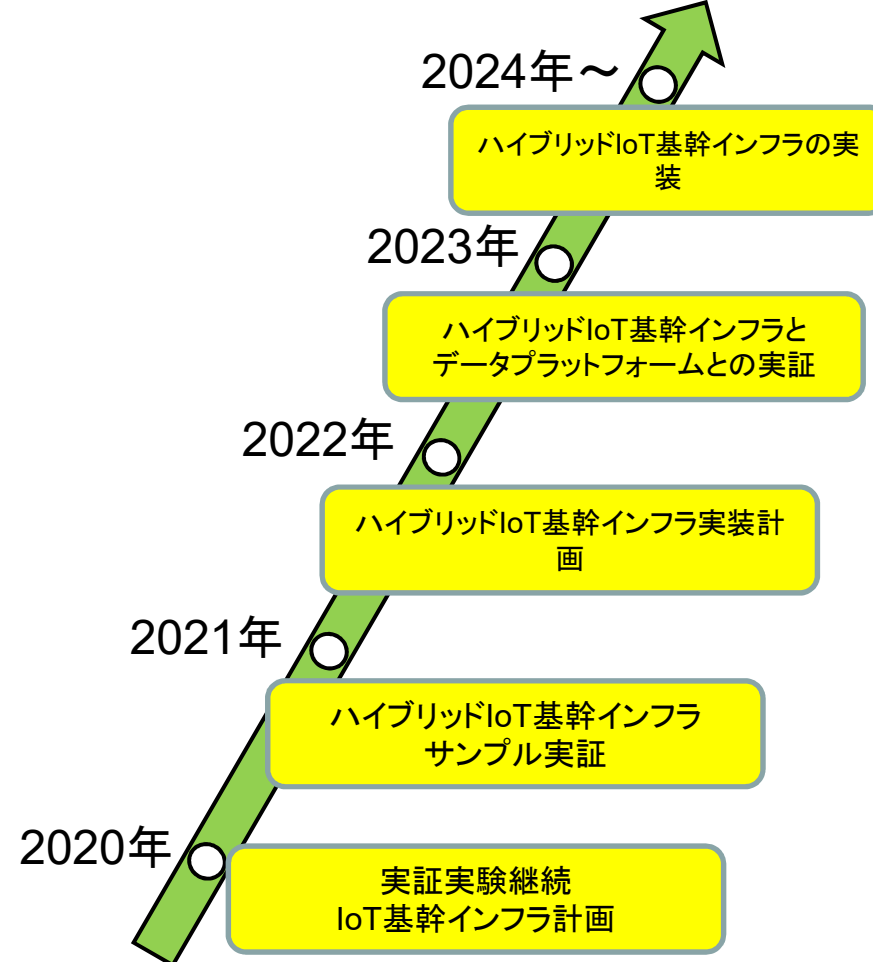 2024年～
ハイブリッドIoT基幹インフラの実
装
2023年
ハイブリッドIoT基幹インフラと
データプラットフォームとの実証
2022年
ハイブリッドIoT基幹インフラ実装計
画
2021年
ハイブリッドIoT基幹インフラ
サンプル実証
2020年
実証実験継続
IoT基幹インフラ計画